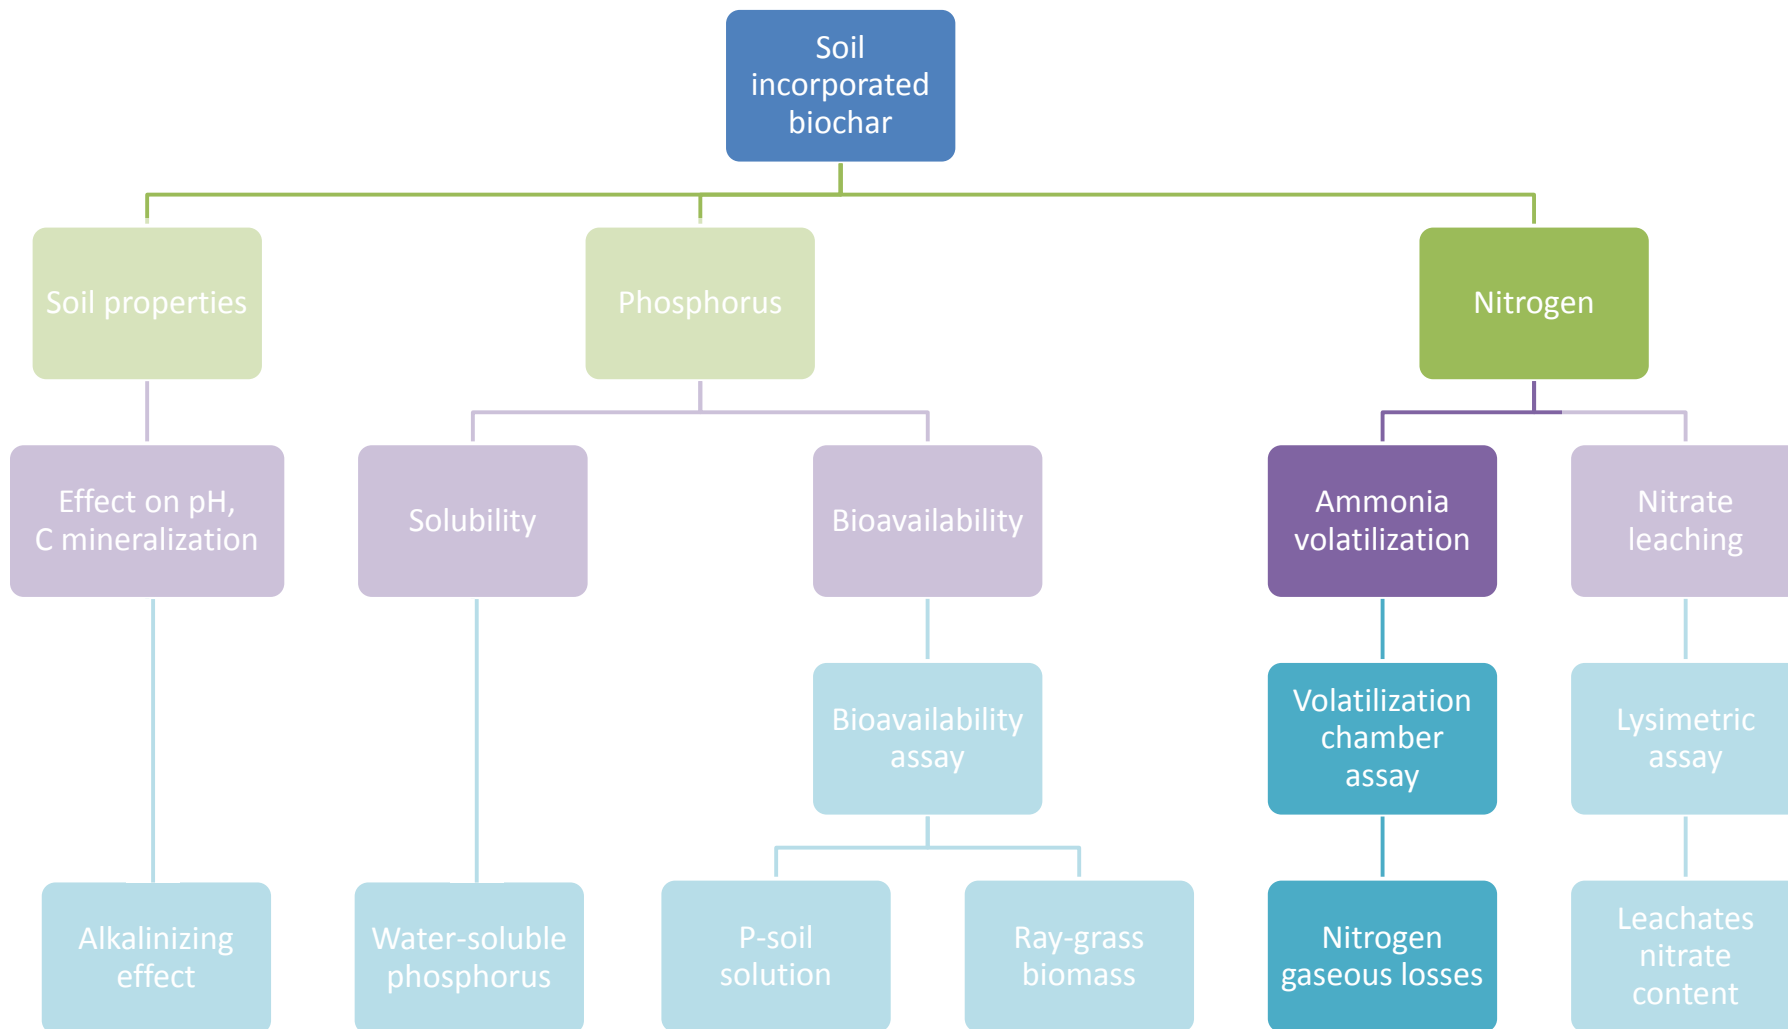 Soil
incorporated
biochar
Soil properties
Phosphorus
Nitrogen
Effect on pH,
C mineralization
Solubility
Bioavailability
Ammonia
volatilization
Nitrate
leaching
Bioavailability
assay
Volatilization
chamber
assay
Lysimetric
assay
Alkalinizing
effect
Water-soluble
phosphorus
P-soil
solution
Ray-grass
biomass
Nitrogen
gaseous losses
Leachates
nitrate
content